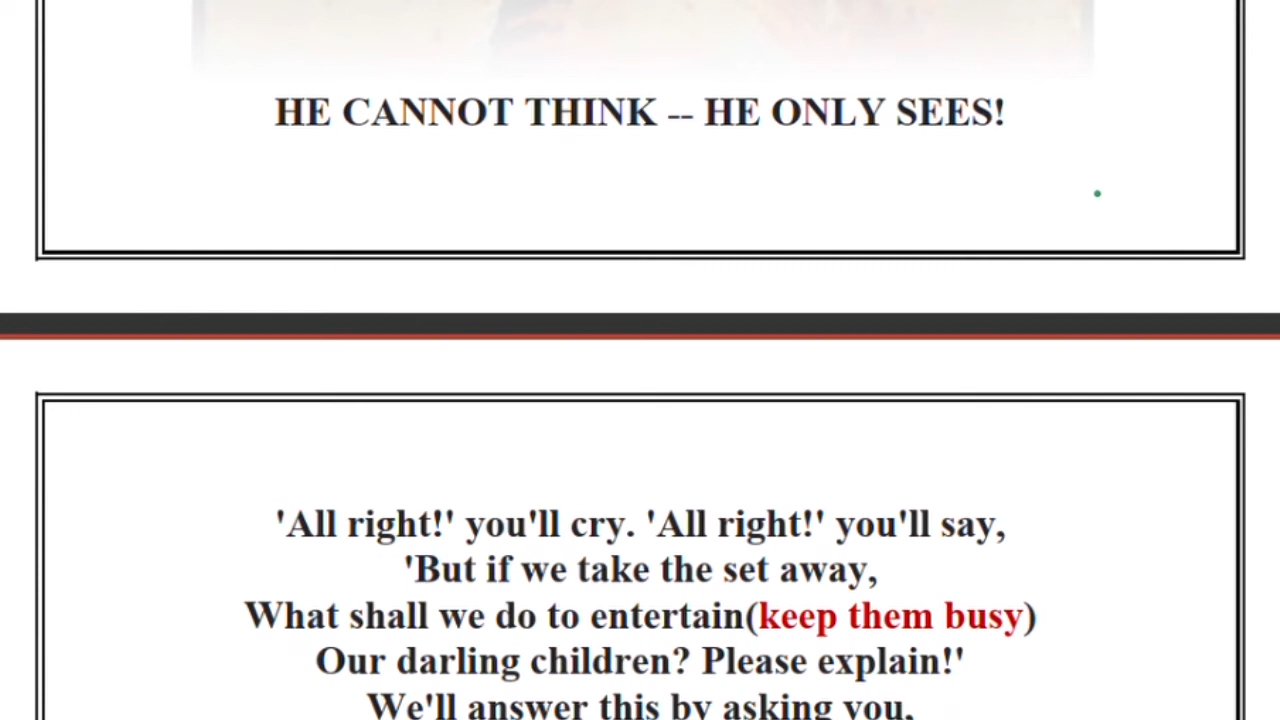 HE CANNOT THINK -- HE ONLY SEES!
'All right!' you'll cry. 'All right!' you'll say,
'But if we take the set away,
What shall we do to entertain(keep them busy)
Our darling children? Please explain!'
We'll answer this by asking you,